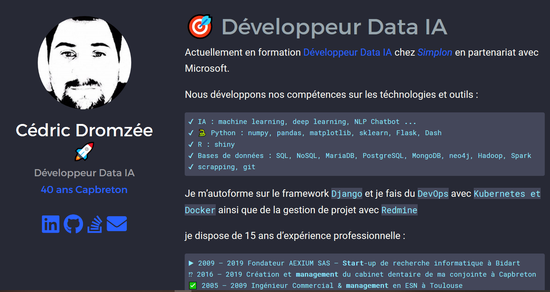 Cédric Dromzée
Développeur Data IA
40 ans Capbreton
Développeur Data IA
Actuellement en formation Développeur Data IA chez Simplon en partenariat avec
Microsoft.
Nous développons nos compétences sur les téchnologies et outils :
✓ IA : machine learning, deep learning, NLP Chatbot ...
✓ Python : numpy, pandas, matplotlib, sklearn, Flask, Dash
✓ R : shiny
✓ Bases de données : SQL, NoSQL, MariaDB, PostgreSQL, MongoDB, neo4j, Hadoop, Spark
✓ scrapping, git
Je m'autoforme sur le framework Django et je fais du DevOps avec Kubernetes et
Docker ainsi que de la gestion de projet avec Redmine
je dispose de 15 ans d'expérience professionnelle :
▶ 2009 – 2019 Fondateur AEXIUM SAS – Start-up de recherche informatique à Bidart
2016 – 2019 Création et management du cabinet dentaire de ma conjointe à Capbreton
✅ 2005 – 2009 Ingénieur Commercial & management en ESN à Toulouse